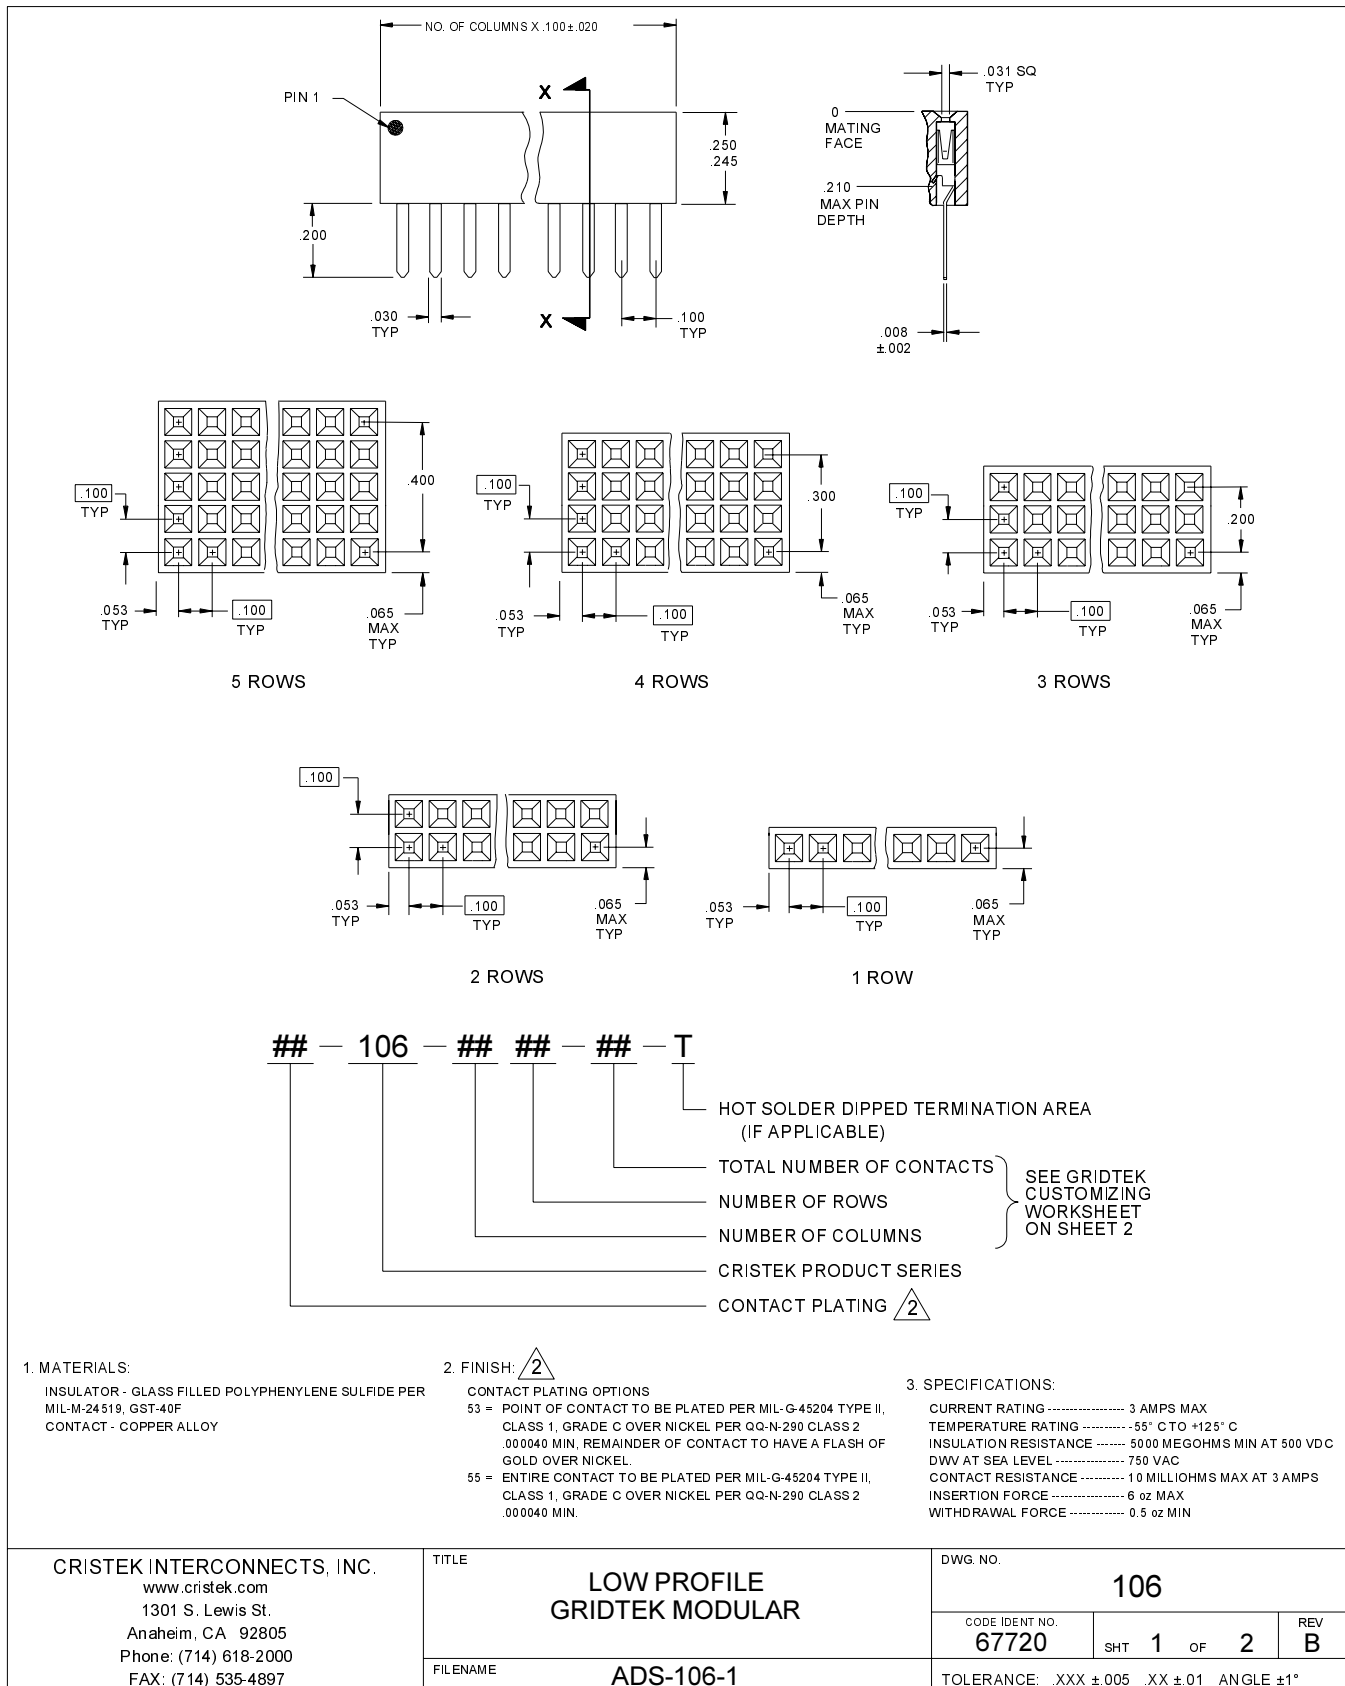 NO. OF COLUMNS X .100±.020
PIN 1
X
.250
.245
.200
.030
TYP
X
.100
TYP
.031 SQ
TYP
0
MATING
FACE
.210
MAX PIN
DEPTH
.008
±.002
.100
TYP
.400
.053
TYP
.100
TYP
.065
MAX
TYP
5 ROWS
.100
TYP
.300
.053
TYP
.100
TYP
.065
MAX
TYP
4 ROWS
.100
TYP
.200
.053
TYP
.100
TYP
.065
MAX
TYP
3 ROWS
.100
.053
TYP
.100
TYP
.065
MAX
TYP
2 ROWS
.053
TYP
.100
TYP
.065
MAX
TYP
1 ROW
## — 106 — ## ## — ## — T
HOT SOLDER DIPPED TERMINATION AREA
(IF APPLICABLE)
TOTAL NUMBER OF CONTACTS
NUMBER OF ROWS
NUMBER OF COLUMNS
SEE GRIDTEK
CUSTOMIZING
WORKSHEET
ON SHEET 2
CRISTEK PRODUCT SERIES
CONTACT PLATING 2
1. MATERIALS:
INSULATOR - GLASS FILLED POLYPHENYLENE SULFIDE PER
MIL-M-24519, GST-40F
CONTACT - COPPER ALLOY
2. FINISH: 2
CONTACT PLATING OPTIONS
53 = POINT OF CONTACT TO BE PLATED PER MIL-G-45204 TYPE II,
CLASS 1, GRADE C OVER NICKEL PER QQ-N-290 CLASS 2
.000040 MIN, REMAINDER OF CONTACT TO HAVE A FLASH OF
GOLD OVER NICKEL.
55 = ENTIRE CONTACT TO BE PLATED PER MIL-G-45204 TYPE II,
CLASS 1, GRADE C OVER NICKEL PER QQ-N-290 CLASS 2
.000040 MIN.
3. SPECIFICATIONS:
CURRENT RATING ----------------- 3 AMPS MAX
TEMPERATURE RATING ---------- -55° C TO +125° C
INSULATION RESISTANCE ------- 5000 MEGOHMS MIN AT 500 VDC
DWV AT SEA LEVEL --------------- 750 VAC
CONTACT RESISTANCE ---------- 10 MILLIOHMS MAX AT 3 AMPS
INSERTION FORCE ---------------- 6 oz MAX
WITHDRAWAL FORCE ------------ 0.5 oz MIN
CRISTEK INTERCONNECTS, INC.
www.cristek.com
1301 S. Lewis St.
Anaheim, CA 92805
Phone: (714) 618-2000
FAX: (714) 535-4897
TITLE
LOW PROFILE
GRIDTEK MODULAR
FILENAME
ADS-106-1
DWG. NO.
106
CODE IDENT NO.
67720
SHT 1 OF 2
REV
B
TOLERANCE: .XXX ±.005 .XX ±.01 ANGLE ±1°